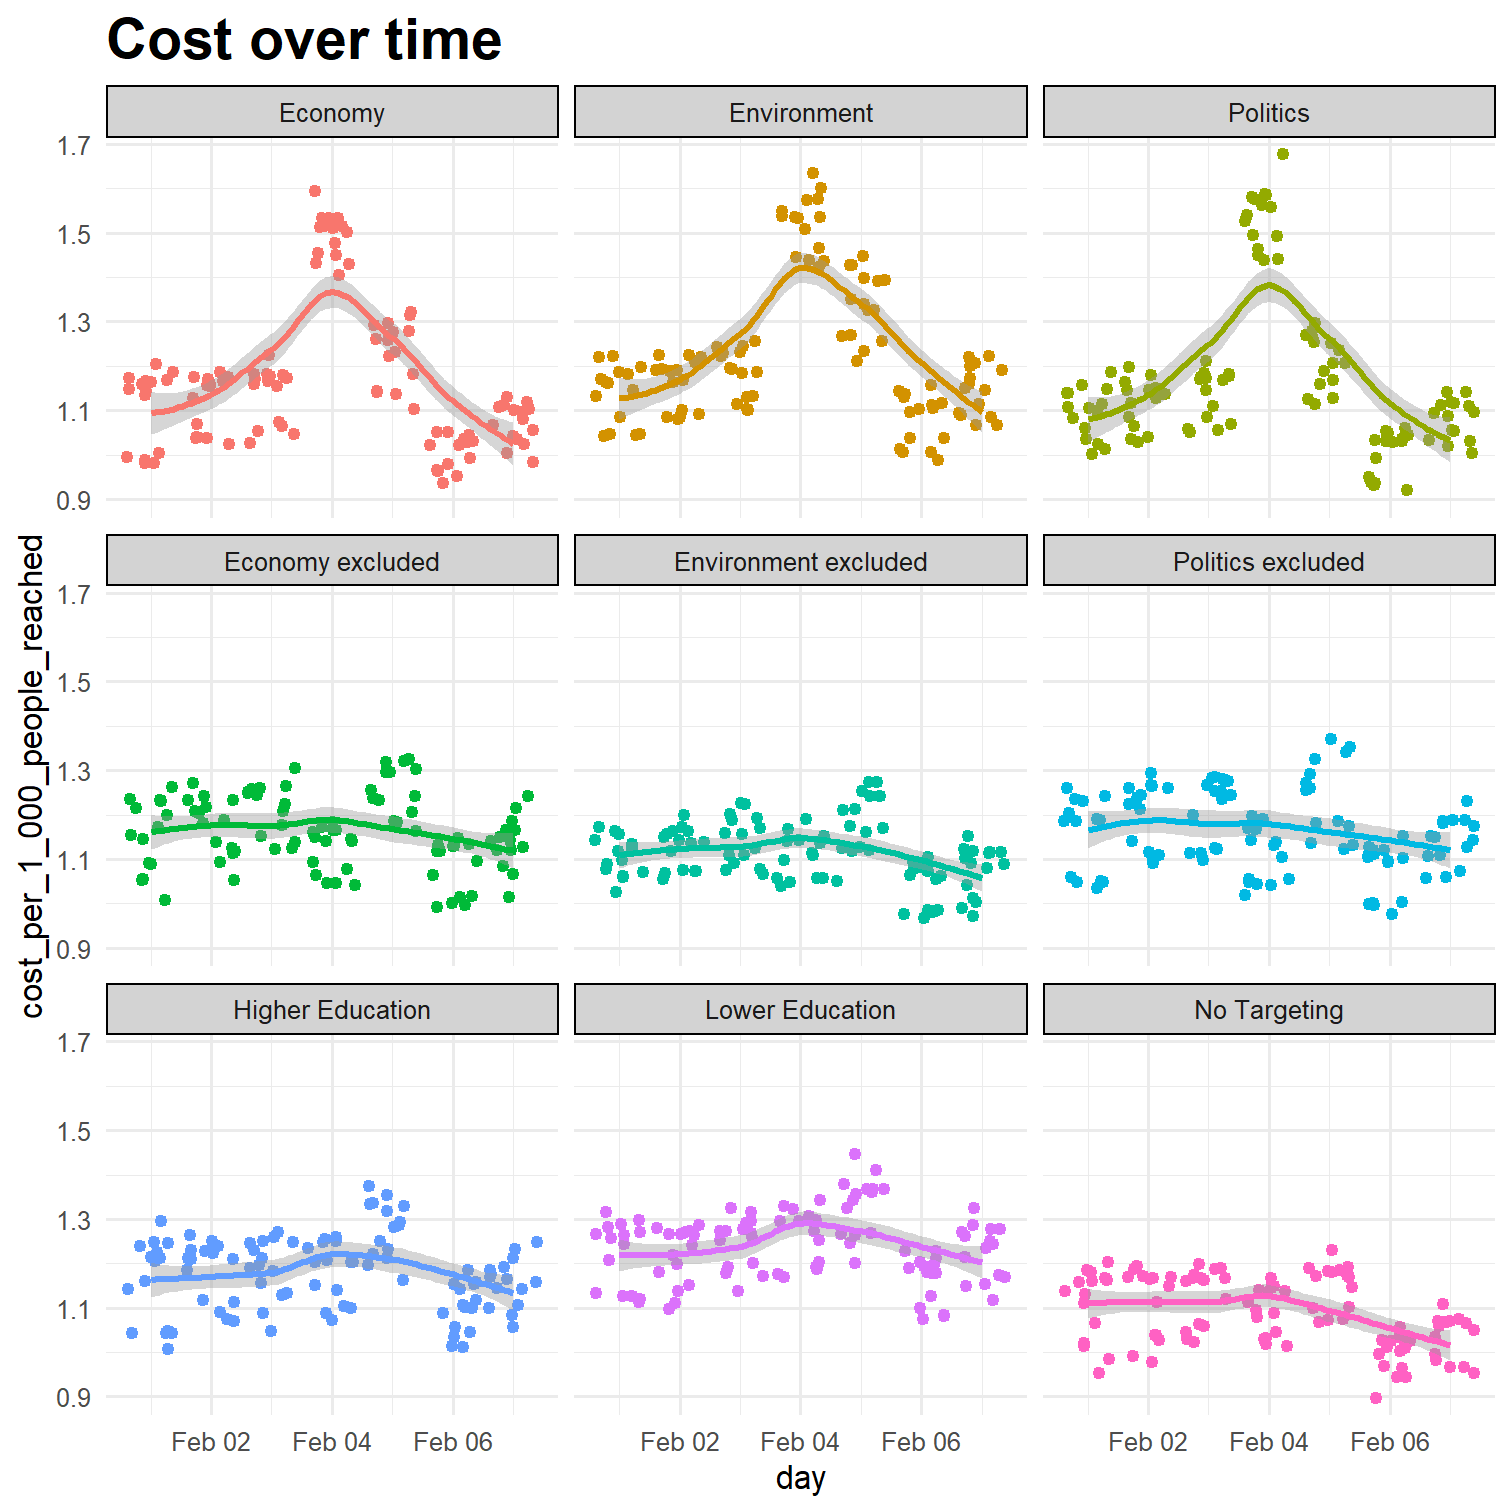 Cost over time
Economy
Environment
Politics
1.7
1.5
1.3
1.1
0.9
Economy excluded
Environment excluded
Politics excluded
1.7
1.5
1.3
1.1
0.9
cost_per_1_000_people_reached
Higher Education
Lower Education
No Targeting
1.7
1.5
1.3
1.1
0.9
Feb 02 Feb 04 Feb 06
Feb 02 Feb 04 Feb 06
Feb 02 Feb 04 Feb 06
day